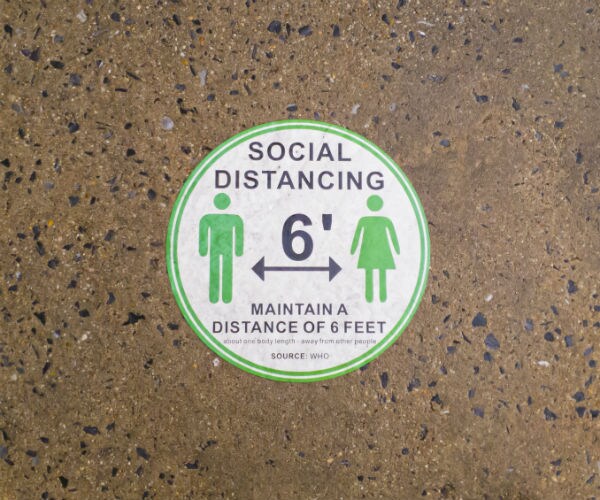 SOCIAL
DISTANCING
6'
MAINTAIN A
DISTANCE OF 6 FEET
about one body length - away from other people
SOURCE: WHO